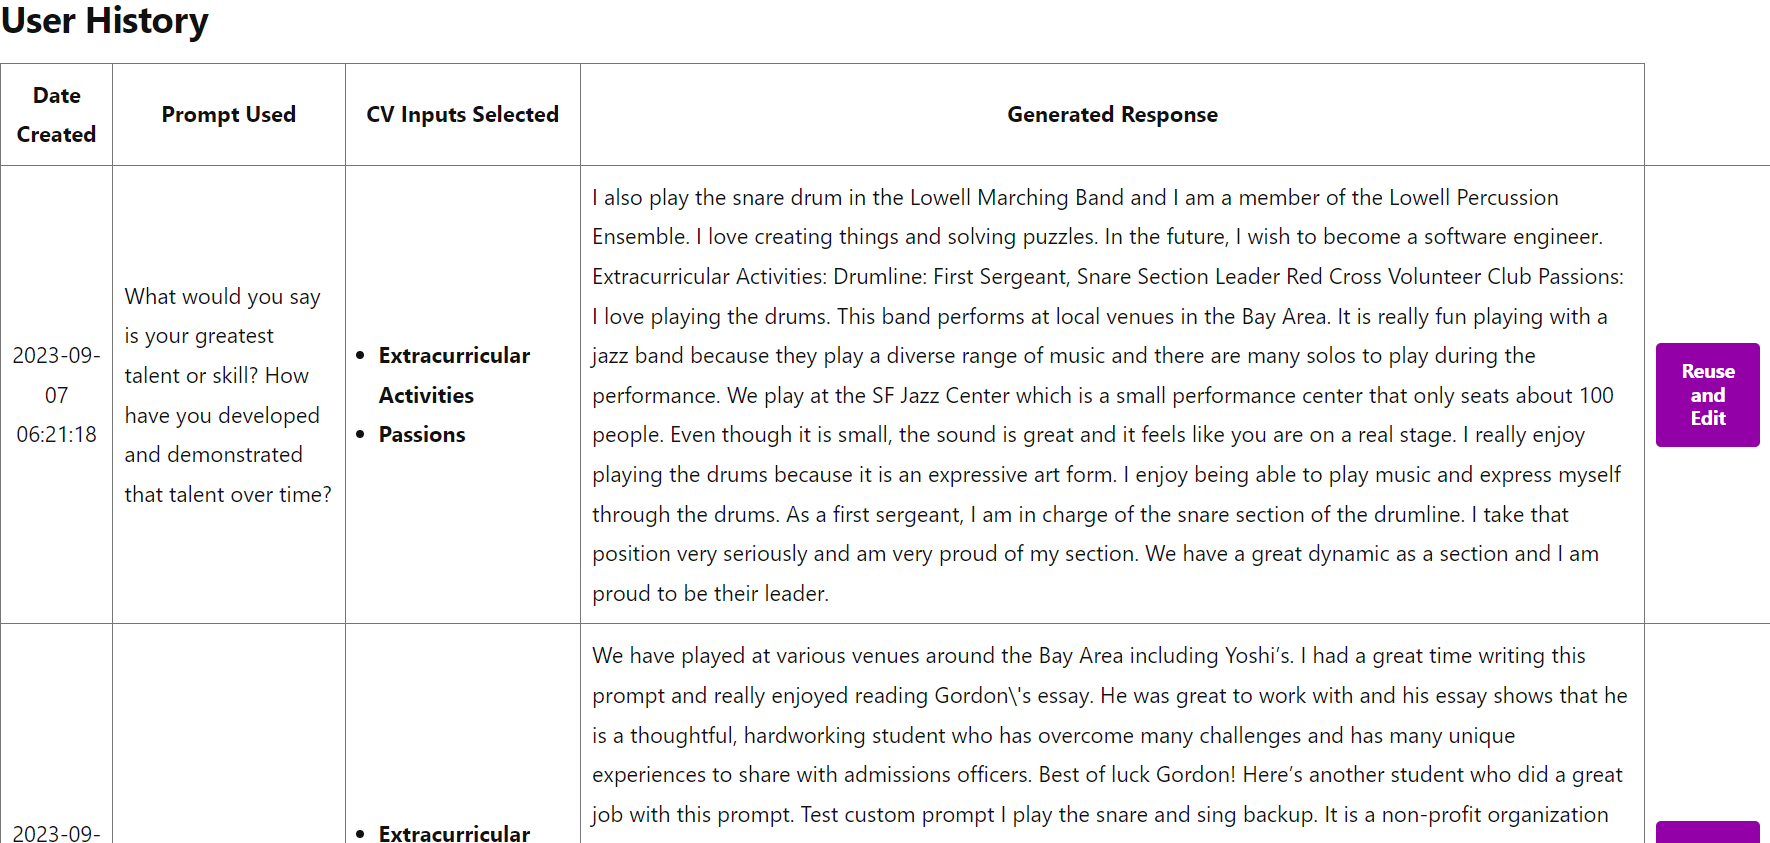 User History
Date
Created
Prompt Used
CV Inputs Selected
Generated Response
2023-09-
07
06:21:18
What would you say
is your greatest
talent or skill? How
have you developed
and demonstrated
that talent over time?
• Extracurricular
Activities
• Passions
I also play the snare drum in the Lowell Marching Band and I am a member of the Lowell Percussion
Ensemble. I love creating things and solving puzzles. In the future, I wish to become a software engineer.
Extracurricular Activities: Drumline: First Sergeant, Snare Section Leader Red Cross Volunteer Club Passions:
I love playing the drums. This band performs at local venues in the Bay Area. It is really fun playing with a
jazz band because they play a diverse range of music and there are many solos to play during the
performance. We play at the SF Jazz Center which is a small performance center that only seats about 100
people. Even though it is small, the sound is great and it feels like you are on a real stage. I really enjoy
playing the drums because it is an expressive art form. I enjoy being able to play music and express myself
through the drums. As a first sergeant, I am in charge of the snare section of the drumline. I take that
position very seriously and am very proud of my section. We have a great dynamic as a section and I am
proud to be their leader.
Reuse
and
Edit
2023-09-
• Extracurricular
We have played at various venues around the Bay Area including Yoshi’s. I had a great time writing this
prompt and really enjoyed reading Gordon\'s essay. He was great to work with and his essay shows that he
is a thoughtful, hardworking student who has overcome many challenges and has many unique
experiences to share with admissions officers. Best of luck Gordon! Here’s another student who did a great
job with this prompt. Test custom prompt I play the snare and sing backup. It is a non-profit organization